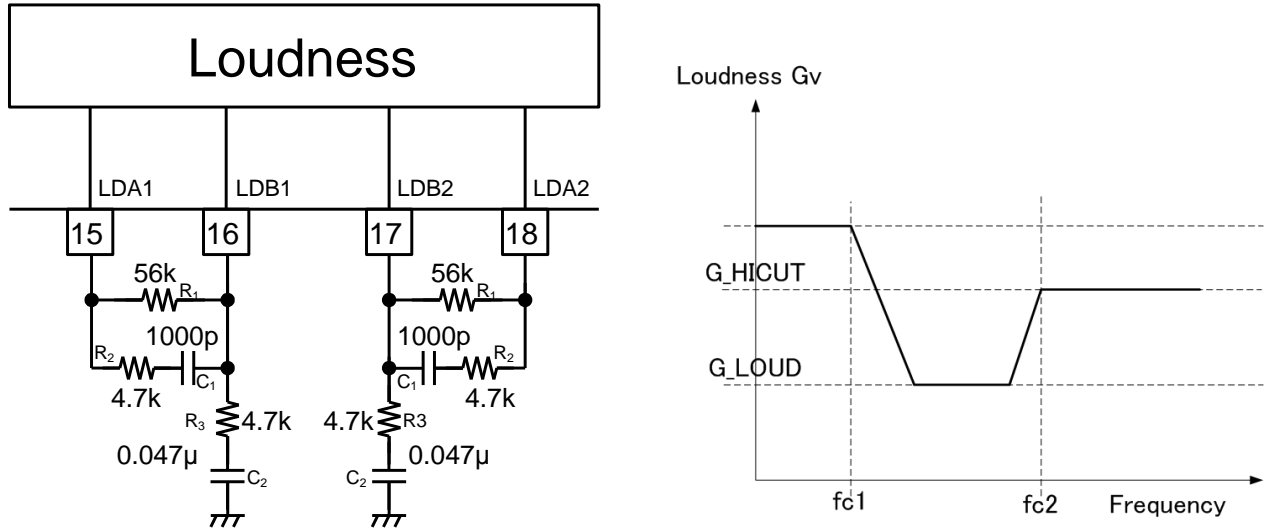 Loudness
LDA1
LDB1
LDB2
LDA2
15
16
17
18
56k
R1
56k
R1
1000p
R2
C1
4.7k
1000p
C1
R2
4.7k
R3
4.7k
4.7k
R3
0.047µ
C2
0.047µ
C2
Loudness Gv
G_HICUT
G_LOUD
fc1
fc2
Frequency